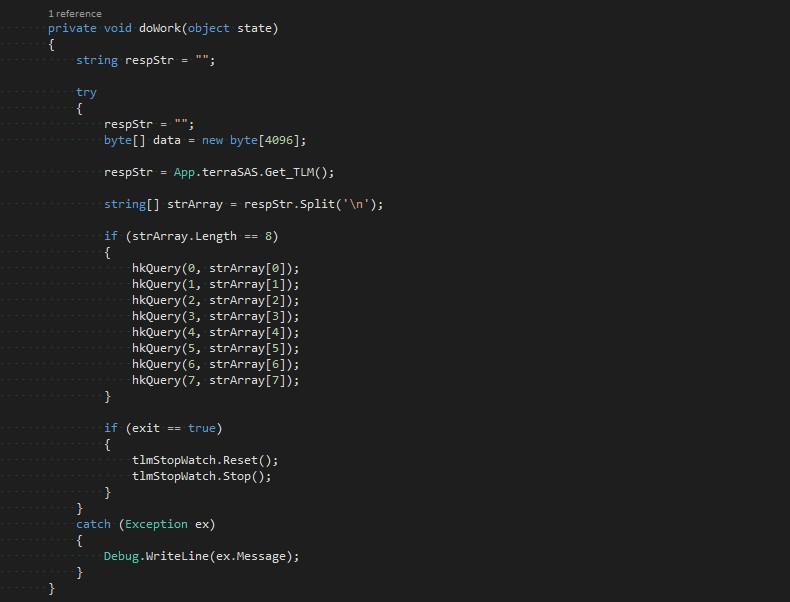 1 reference
private void doWork(object state)
{
string respStr = "";
try
{
respStr = "";
byte[] data = new byte[4096];
respStr = App.terraSAS.Get_TLM();
string[] strArray = respStr.Split('\n');
if (strArray.Length == 8)
{
hkQuery(0, strArray[0]);
hkQuery(1, strArray[1]);
hkQuery(2, strArray[2]);
hkQuery(3, strArray[3]);
hkQuery(4, strArray[4]);
hkQuery(5, strArray[5]);
hkQuery(6, strArray[6]);
hkQuery(7, strArray[7]);
}
if (exit == true)
{
tlmStopWatch.Reset();
tlmStopWatch.Stop();
}
}
catch (Exception ex)
{
Debug.WriteLine(ex.Message);
}
}